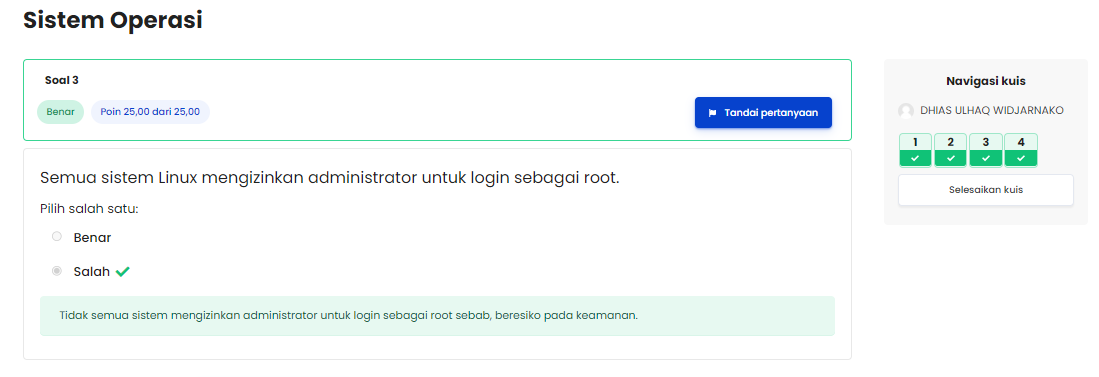 Sistem Operasi
Soal 3
Benar
Poin 25,00 dari 25,00
Tandai pertanyaan
Semua sistem Linux mengizinkan administrator untuk login sebagai root.
Pilih salah satu:
Benar
Salah
Tidak semua sistem mengizinkan administrator untuk login sebagai root sebab, beresiko pada keamanan.
Navigasi kuis
DHIAS ULHAQ WIDJARNAKO
1 2 3 4
Selesaikan kuis